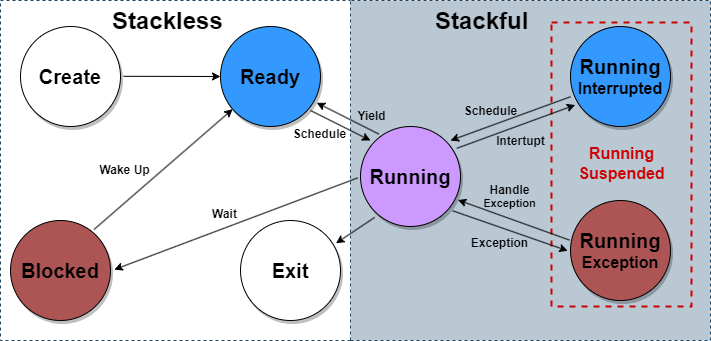 Stackless
Stackful
Create
Ready
Running
Interrupted
Yield
Schedule
Schedule
Intertupt
Running
Suspended
Wake Up
Running
Handle
Exception
Wait
Exception
Blocked
Exit
Running
Exception